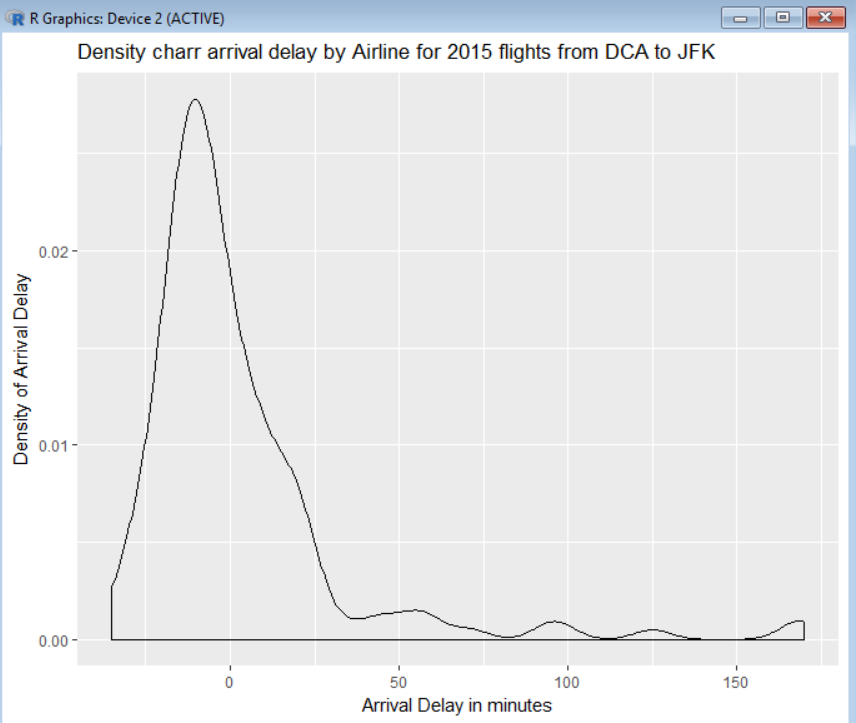 R Graphics: Device 2 (ACTIVE)
Density charr arrival delay by Airline for 2015 flights from DCA to JFK
Density of Arrival Delay
0.02
0.01
0.00
0 50 100 150
Arrival Delay in minutes